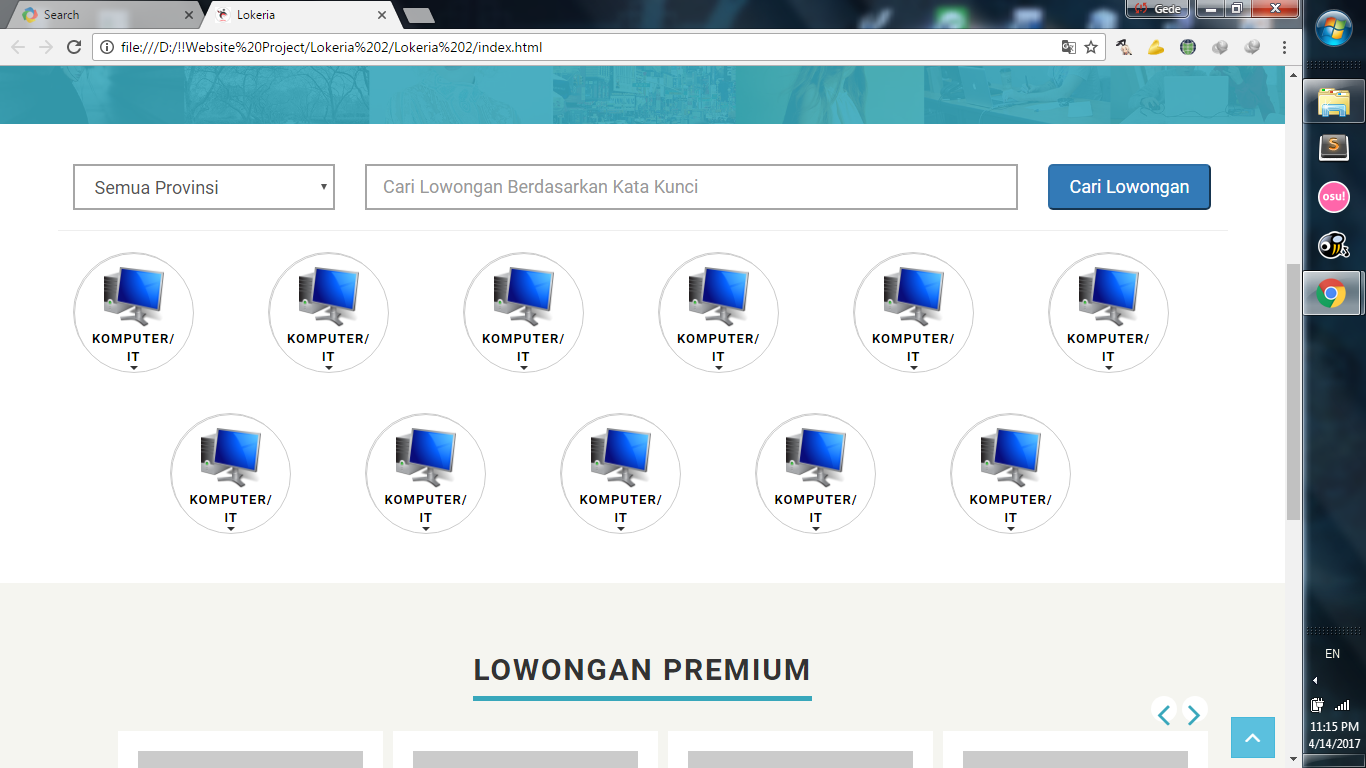 Search
Lokeria
Gede
file:///D:/!!Website%20Project/Lokeria%202/Lokeria%202/index.html
Semua Provinsi
Cari Lowongan Berdasarkan Kata Kunci
Cari Lowongan
KOMPUTER/
IT
KOMPUTER/
IT
KOMPUTER/
IT
KOMPUTER/
IT
KOMPUTER/
IT
KOMPUTER/
IT
KOMPUTER/
IT
KOMPUTER/
IT
KOMPUTER/
IT
KOMPUTER/
IT
KOMPUTER/
IT
LOWONGAN PREMIUM
S
osu!
EN
11:15 PM
4/14/2017